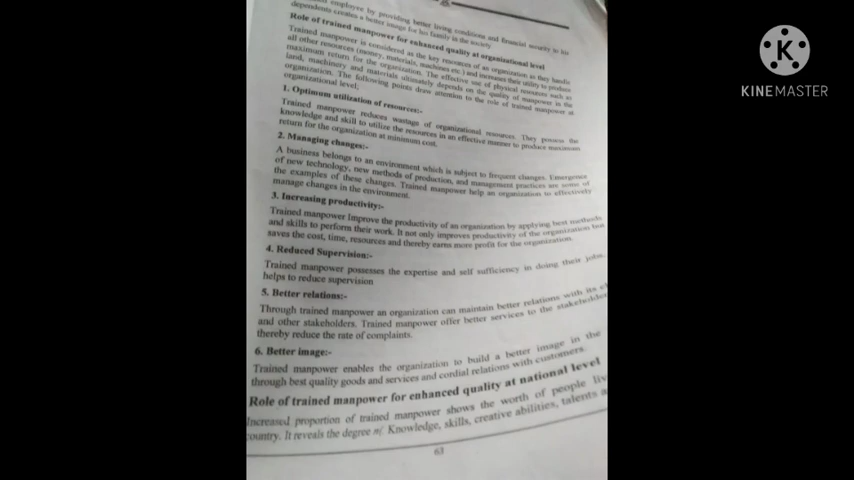 employee by providing better living conditions and financial security to his
dependents creates a better image for his family in the society
Role of trained manpower for enhanced quality at organizational level
Trained manpower is considered as the key resources of an organization as they handle
all other resources (money, materials, machines etc.) and increases their utility to produce
maximum return for the organization. The effective use of physical resources such as
land, machinery and materials ultimately depends on the quality of manpower in the
organization. The following points draw attention to the role of trained manpower at
organizational level;
1. Optimum utilization of resources:-
Trained manpower reduces wastage of organizational resources. They possess the
knowledge and skill to utilize the resources in an effective manner to produce maximum
return for the organization at minimum cost.
2. Managing changes:-
A business belongs to an environment which is subject to frequent changes. Emergence
of new technology, new methods of production, and management practices are some of
the examples of these changes. Trained manpower help an organization to effectively
manage changes in the environment.
3. Increasing productivity:-
Trained manpower Improve the productivity of an organization by applying best methods
and skills to perform their work. It not only improves productivity of the organization but
saves the cost, time, resources and thereby earns more profit for the organization.
4. Reduced Supervision:-
Trained manpower possesses the expertise and self sufficiency in doing their jobs,
helps to reduce supervision
5. Better relations:-
Through trained manpower an organization can maintain better relations with its
and other stakeholders. Trained manpower offer better services to the stakeholder
thereby reduce the rate of complaints.
6. Better image:-
Trained manpower enables the organization to build a better image in the
through best quality goods and services and cordial relations with customers.
Role of trained manpower for enhanced quality at national level
Increased proportion of trained manpower shows the worth of people
country. It reveals the degree of Knowledge, skills, creative abilities, talents
63
KINEMASTER